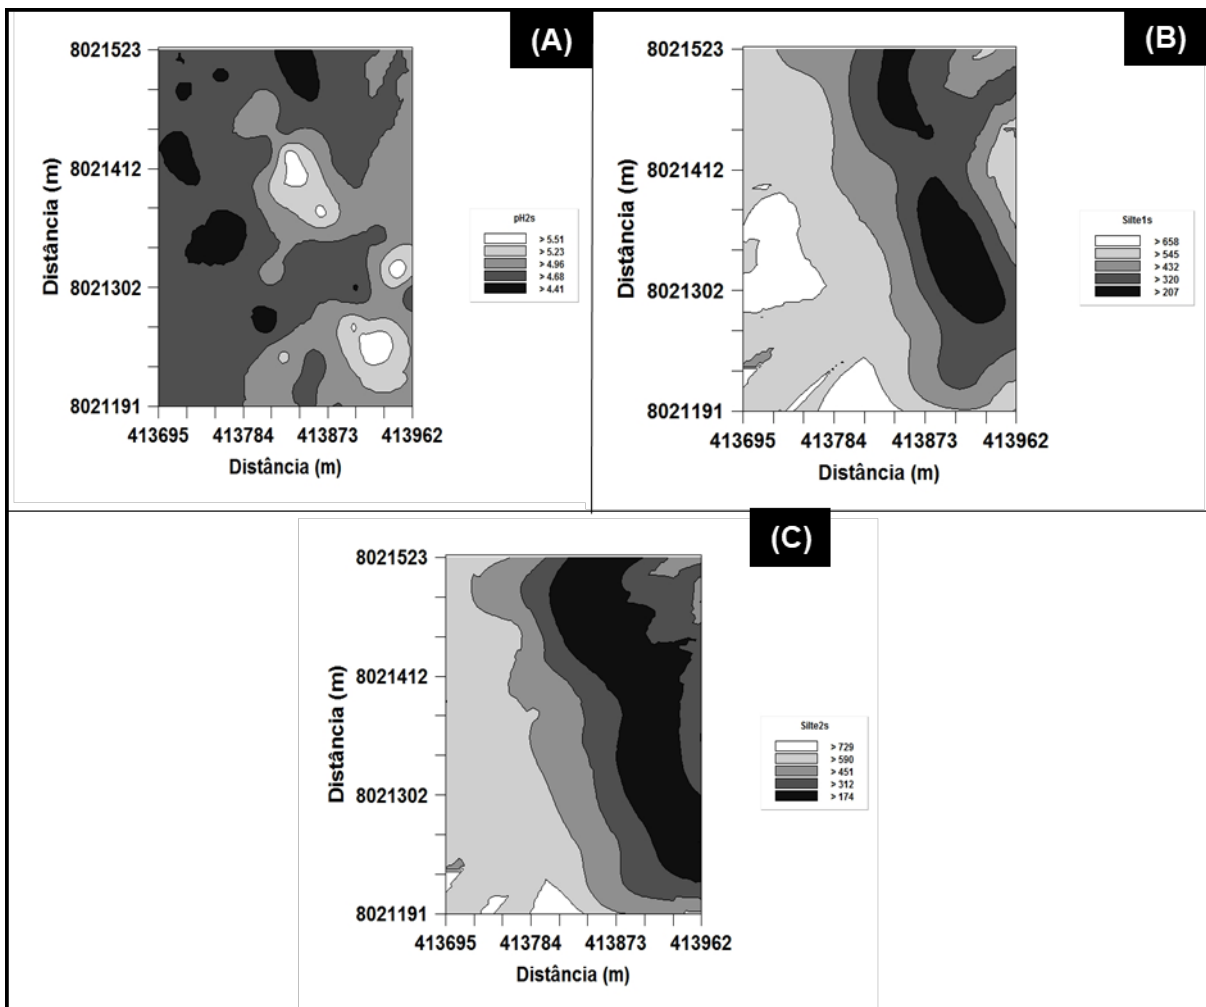 (A)
8021523
8021412
8021302
8021191
413695 413784 413873 413962
Distância (m)
Distância (m)
pH2s
> 5.51
> 5.23
> 4.96
> 4.68
> 4.41
(B)
8021523
8021412
8021302
8021191
413695 413784 413873 413962
Distância (m)
Distância (m)
Silte1s
> 658
> 545
> 432
> 320
> 207
(C)
8021523
8021412
8021302
8021191
413695 413784 413873 413962
Distância (m)
Distância (m)
Silte2s
> 729
> 590
> 451
> 312
> 174